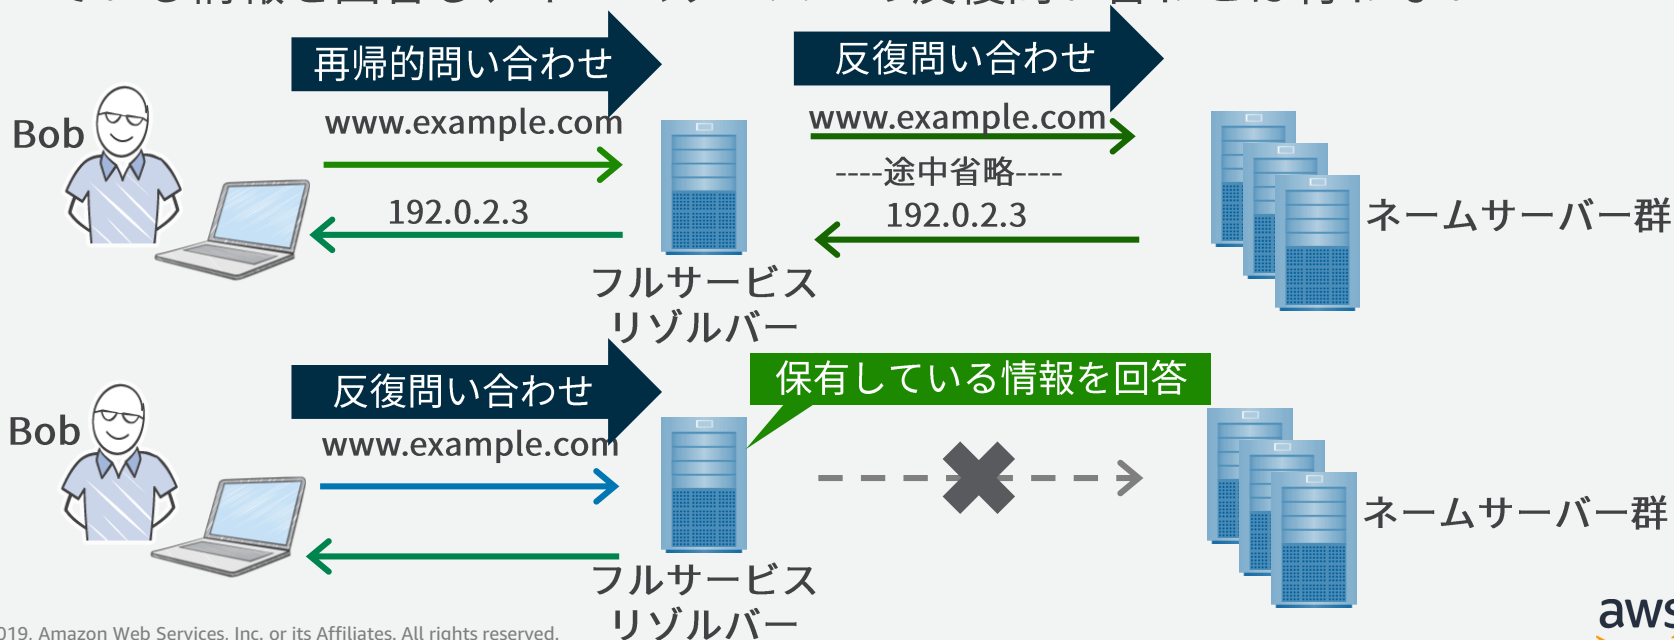 再帰的問い合わせ
反復問い合わせ
Bob
www.example.com
www.example.com
----途中省略----
192.0.2.3
192.0.2.3
ネームサーバー群
フルサービス
リゾルバー
反復問い合わせ
保有している情報を回答
Bob
www.example.com
ネームサーバー群
フルサービス
リゾルバー
019, Amazon Web Services, Inc. or its Affiliates. All rights reserved.
aws